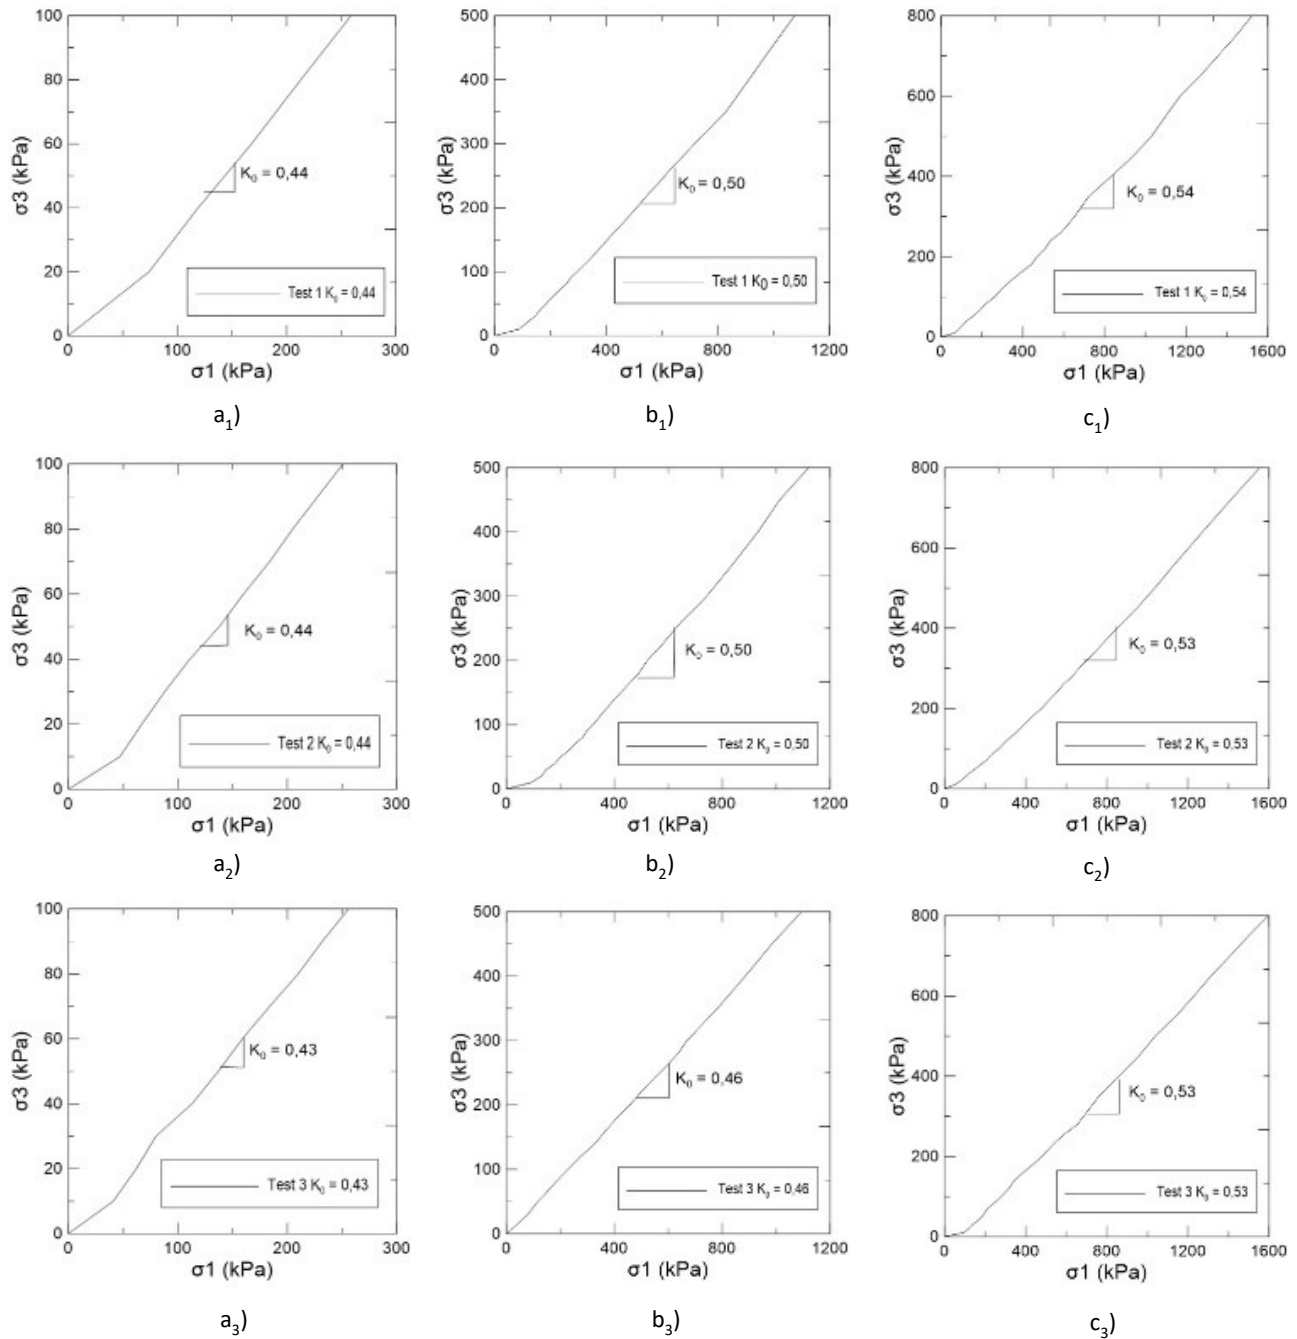 100
80
60
40
20
0
σ3 (kPa)
K₀ = 0,44
Test 1 K₀ = 0,44
0 100 200 300
σ1 (kPa)
a₁)
500
400
300
200
100
0
σ3 (kPa)
K₀ = 0,50
Test 1 K0 = 0,50
0 400 800 1200
σ1 (kPa)
b₁)
800
600
400
200
0
σ3 (kPa)
K₀ = 0,54
Test 1 K₀ = 0,54
0 400 800 1200 1600
σ1 (kPa)
c₁)
100
80
60
40
20
0
σ3 (kPa)
K₀ = 0,44
Test 2 K₀ = 0,44
0 100 200 300
σ1 (kPa)
a₂)
500
400
300
200
100
0
σ3 (kPa)
K₀ = 0,50
Test 2 K₀ = 0,50
0 400 800 1200
σ1 (kPa)
b₂)
800
600
400
200
0
σ3 (kPa)
K₀ = 0,53
Test 2 K₀ = 0,53
0 400 800 1200 1600
σ1 (kPa)
c₂)
100
80
60
40
20
0
σ3 (kPa)
K₀ = 0,43
Test 3 K₀ = 0,43
0 100 200 300
σ1 (kPa)
a₃)
500
400
300
200
100
0
σ3 (kPa)
K₀ = 0,46
Test 3 K₀ = 0,46
0 400 800 1200
σ1 (kPa)
b₃)
800
600
400
200
0
σ3 (kPa)
K₀ = 0,53
Test 3 K₀ = 0,53
0 400 800 1200 1600
σ1 (kPa)
c₃)